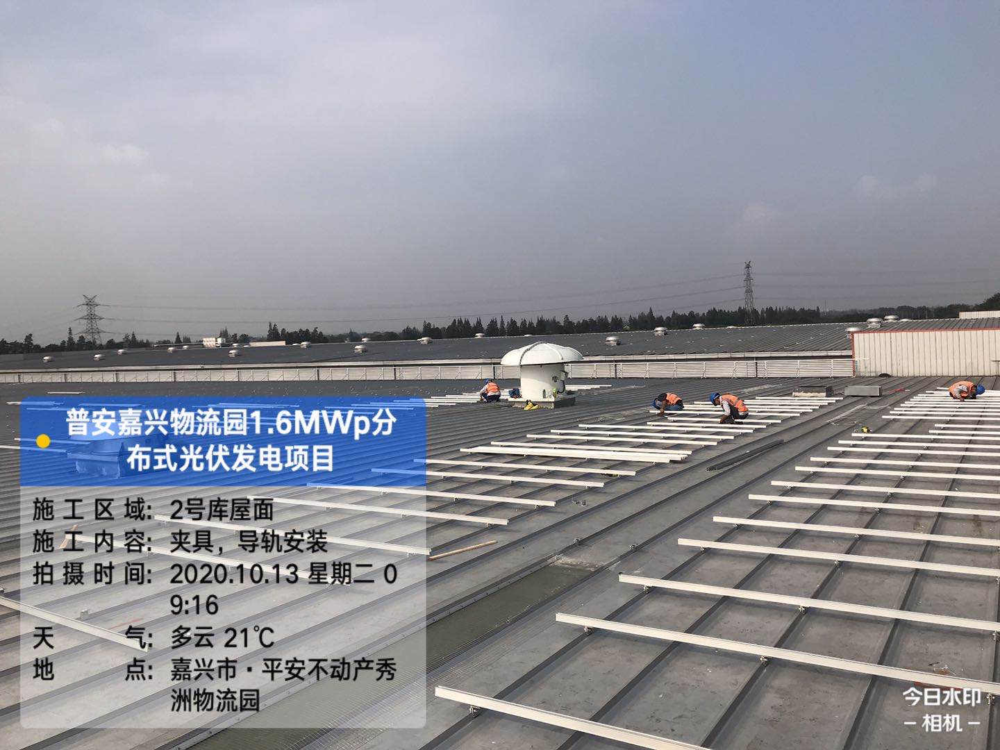 普安嘉兴物流园1.6MWp分
布式光伏发电项目
施工区域: 2号库屋面
施工内容: 夹具，导轨安装
拍摄时间: 2020.10.13 星期二 0
9:16
天气: 多云 21℃
地点: 嘉兴市·平安不动产秀
洲物流园
今日水印
– 相机 –